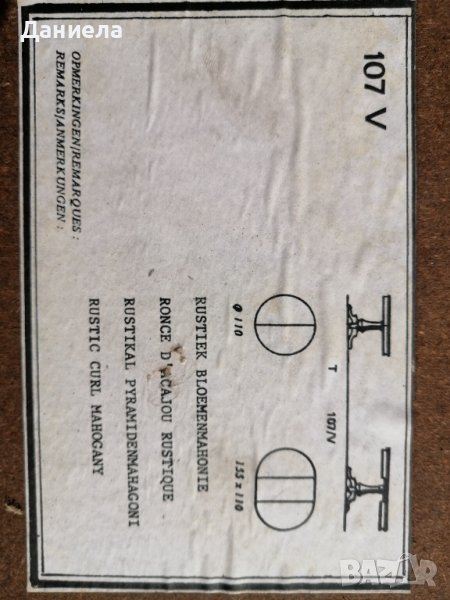 Даниела
107 V
T 107/V
Φ 110
155 x 110
RUSTIEK BLOEMENMAHONIE
RONCE D'ACAJOU RUSTIQUE
RUSTIKAL PYRAMIDENMAHAGONI
RUSTIC CURL MAHOGANY
OPMERKINGEN/REMARQUES :
REMARKS/ANMERKUNGEN :
BAZAR